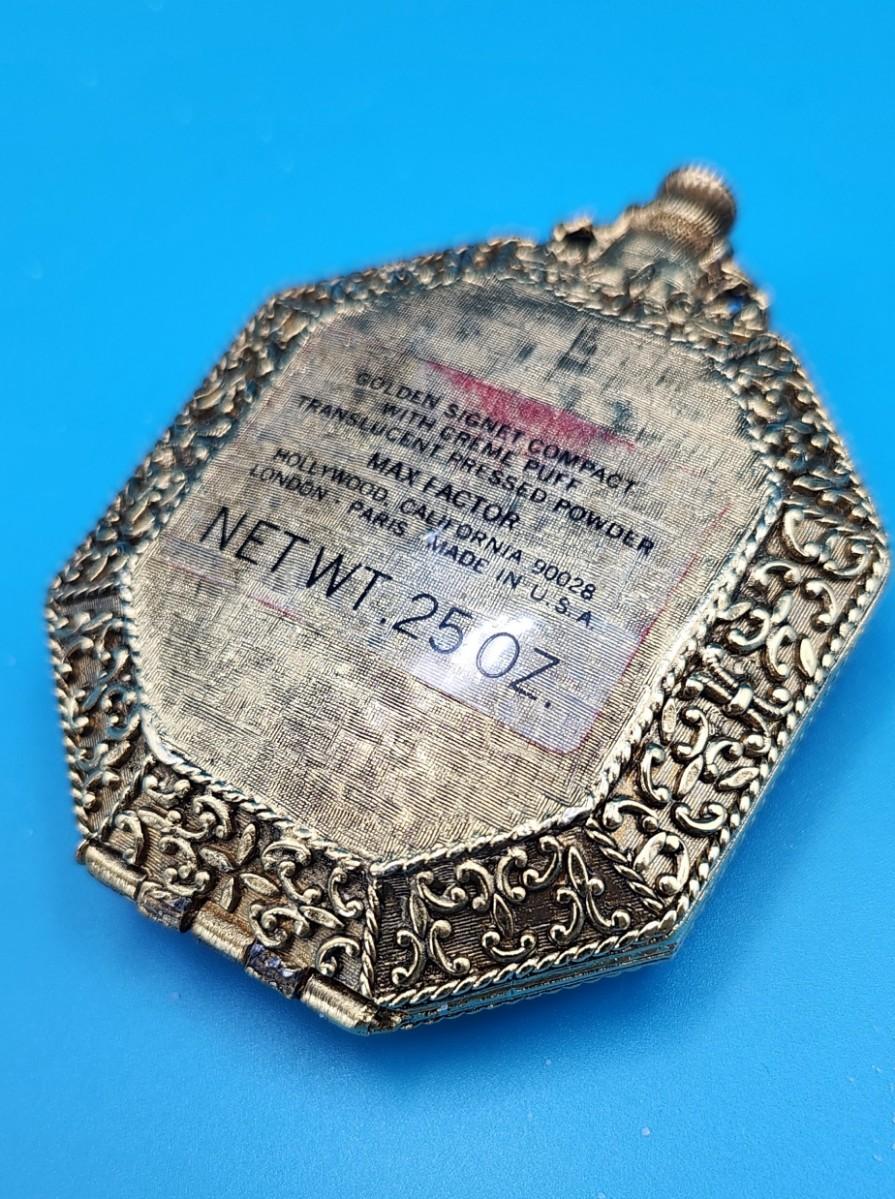 GOLDEN SIGNET COMPACT
WITH CREME PUFF
TRANSLUCENT PRESSED POWDER
MAX FACTOR
HOLLYWOOD, CALIFORNIA 90028
LONDON - PARIS MADE IN U.S.A.
NET WT. .25 OZ.